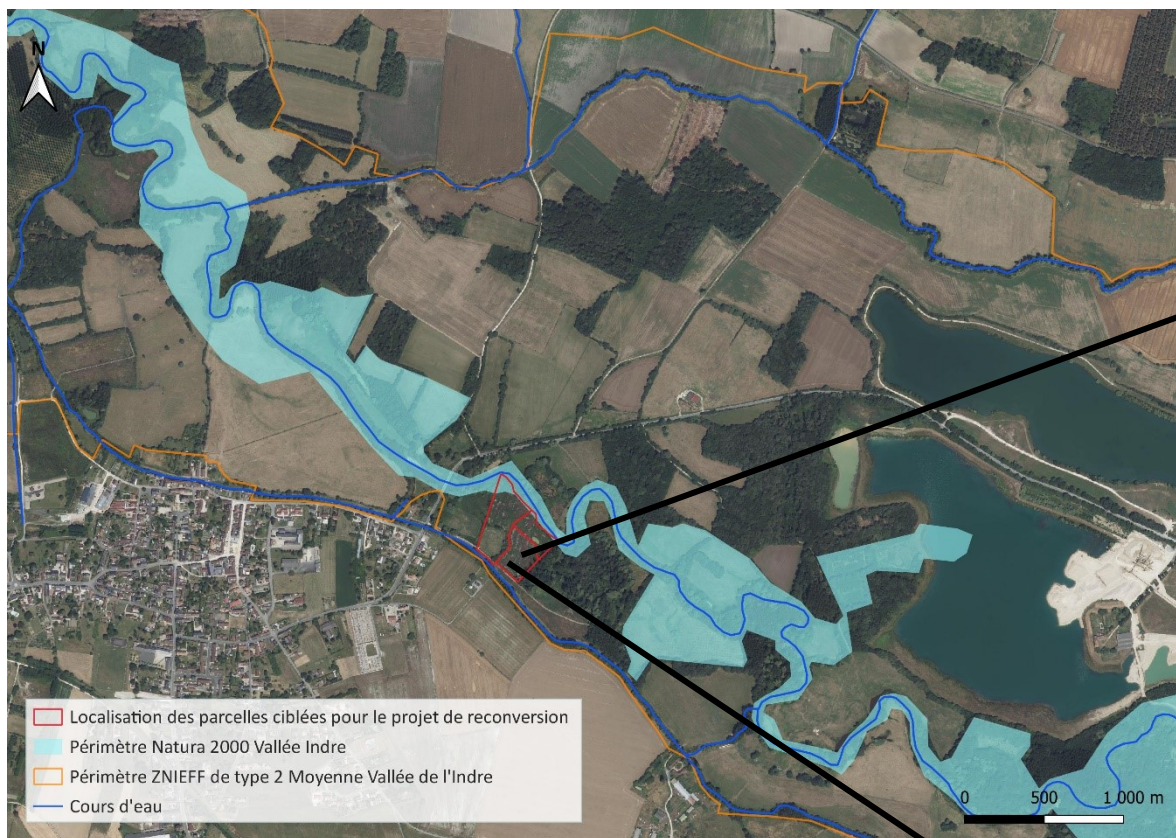 N
Localisation des parcelles ciblées pour le projet de reconversion
Périmètre Natura 2000 Vallée Indre
Périmètre ZNIEFF de type 2 Moyenne Vallée de l'Indre
Cours d'eau
0 500 1 000 m